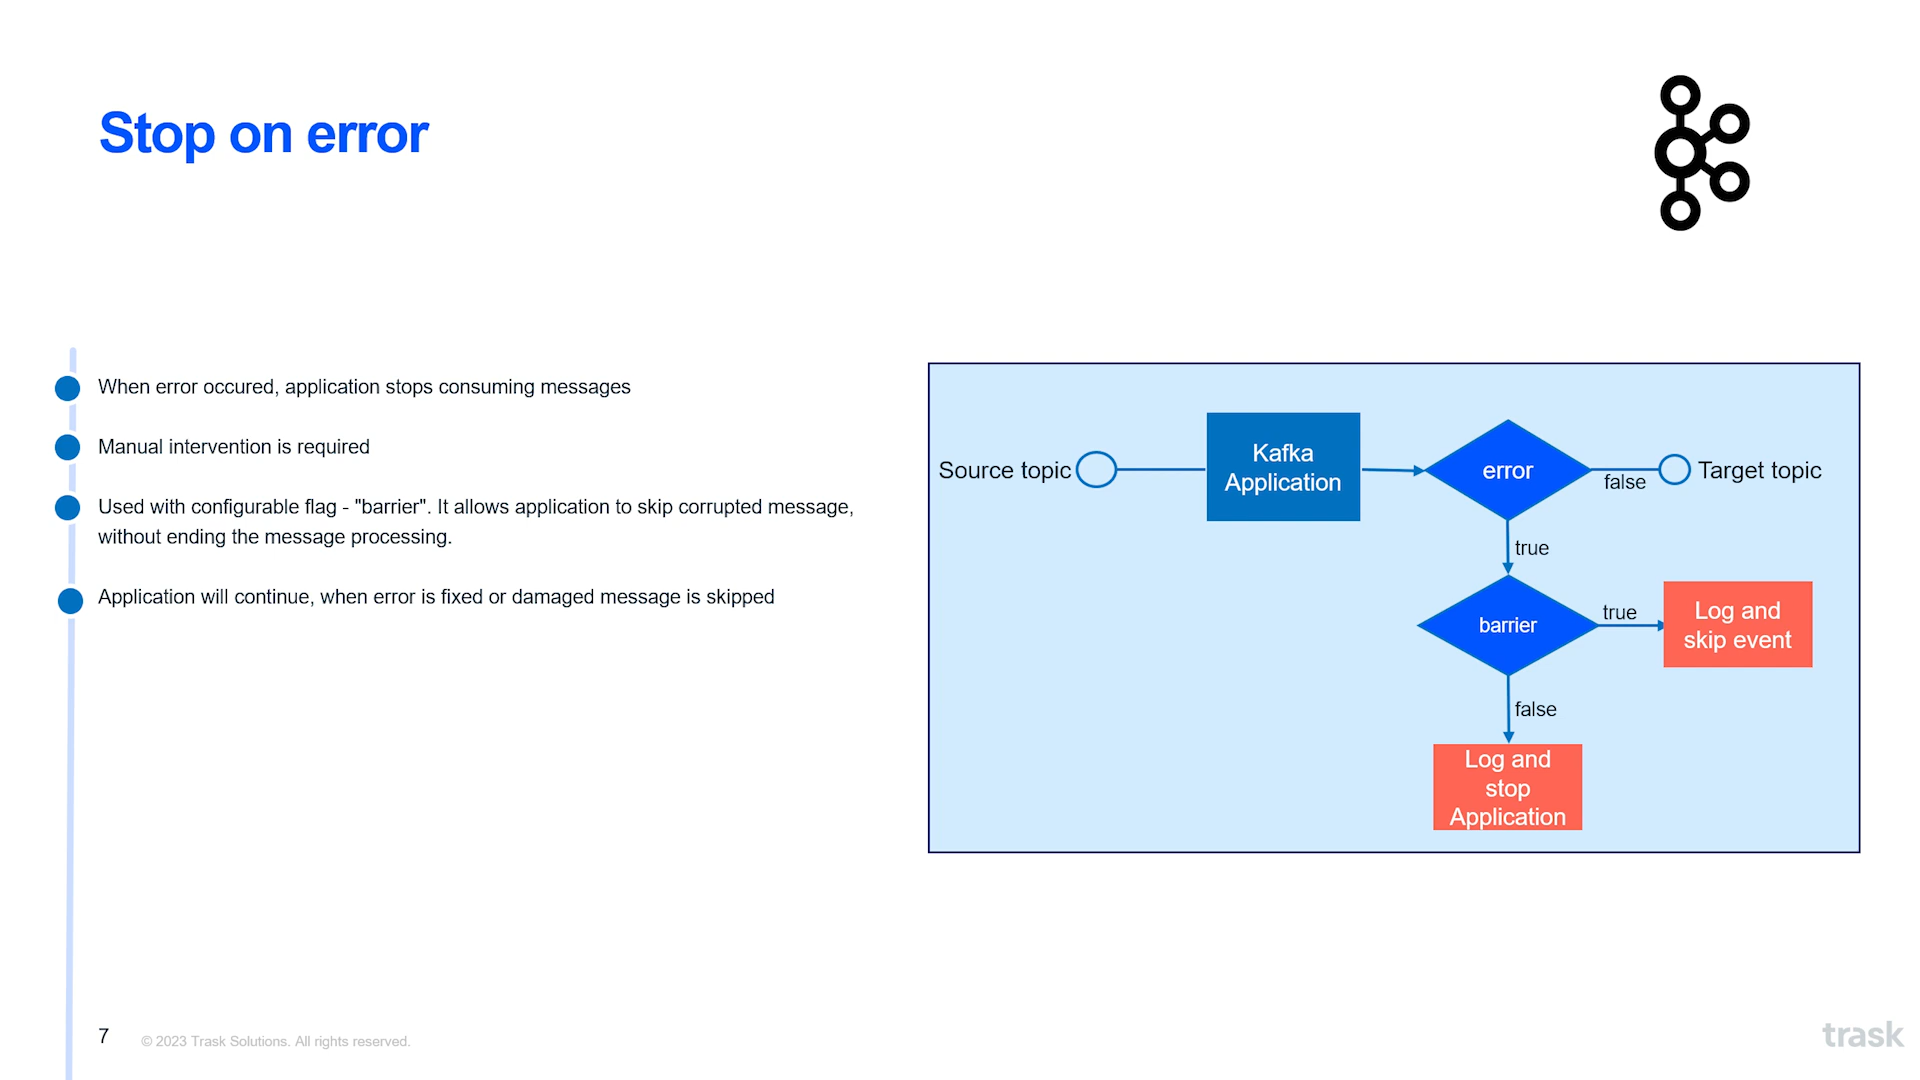 Stop on error
When error occured, application stops consuming messages
Manual intervention is required
Used with configurable flag - "barrier". It allows application to skip corrupted message,
without ending the message processing.
Application will continue, when error is fixed or damaged message is skipped
Source topic
Kafka
Application
error
false
Target topic
true
barrier
true
Log and
skip event
false
Log and
stop
Application
7
© 2023 Trask Solutions. All rights reserved.
trask